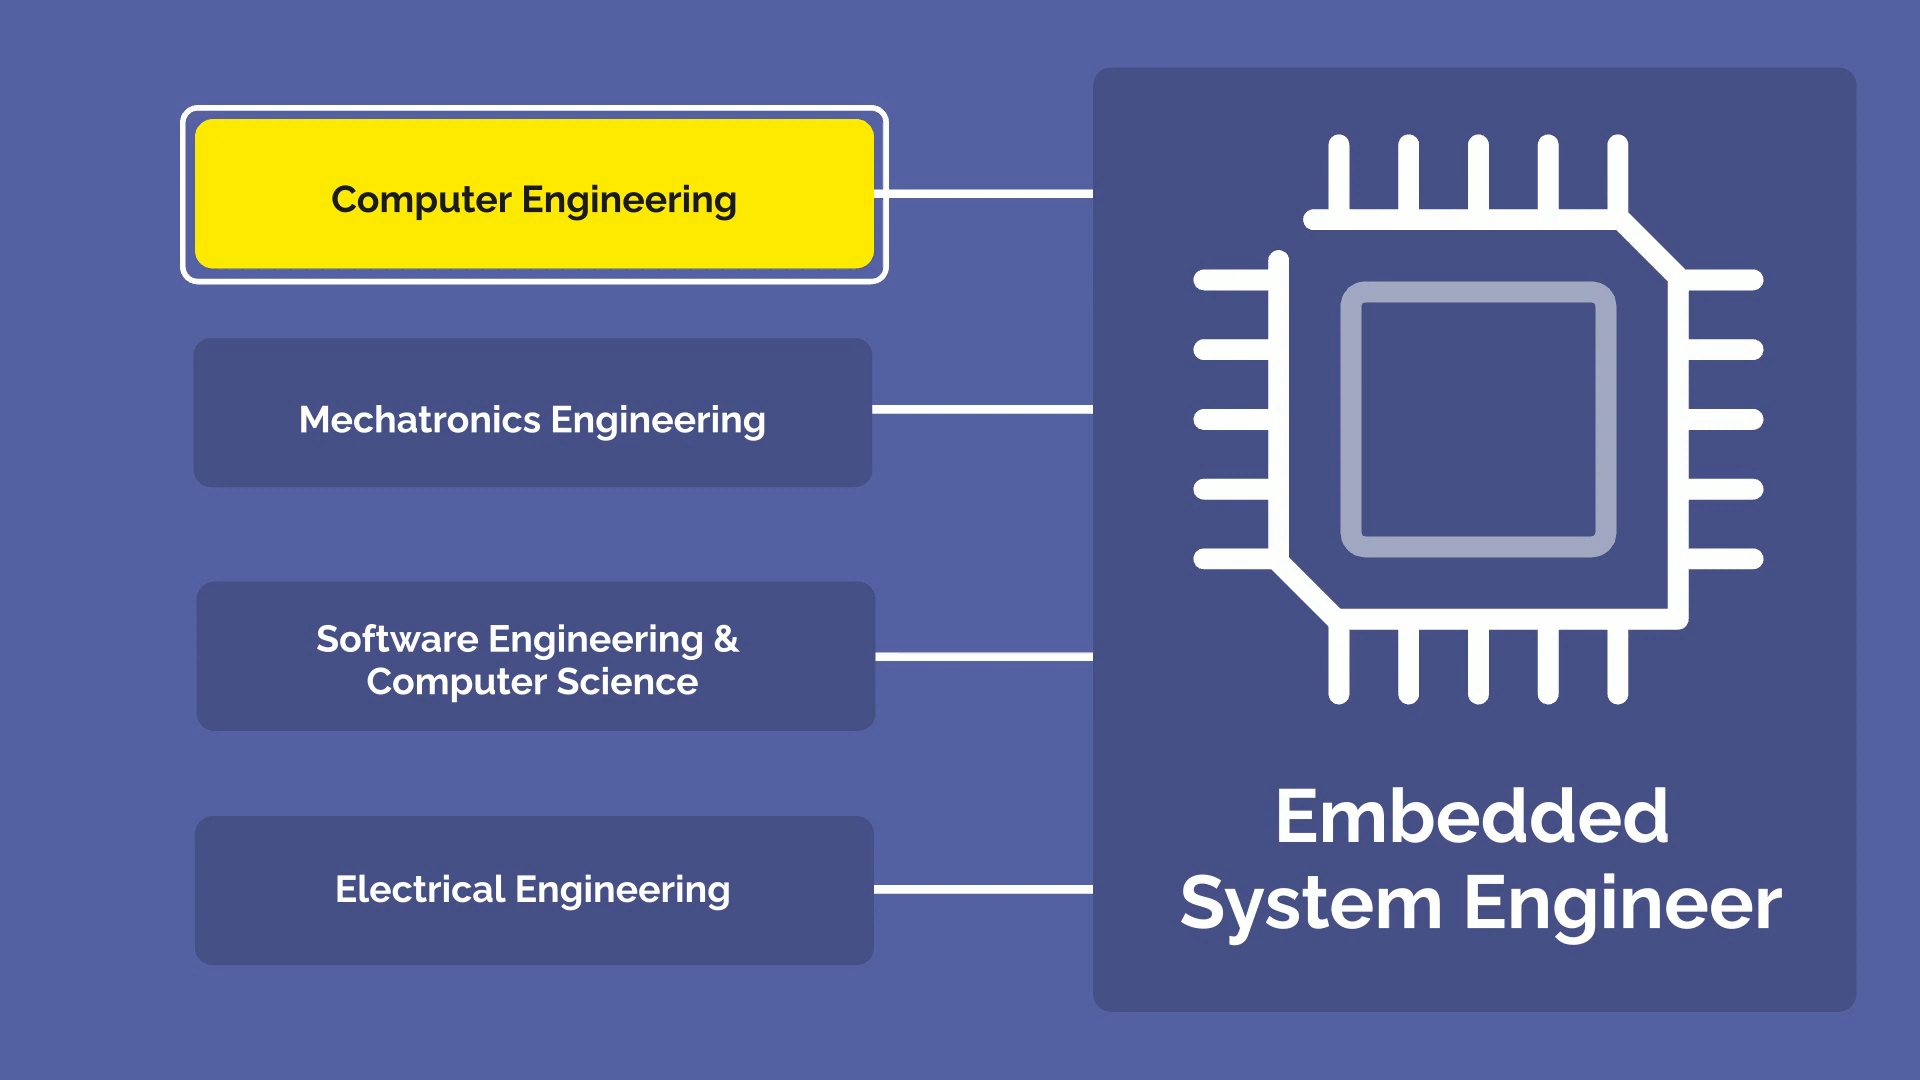 Computer Engineering
Mechatronics Engineering
Software Engineering &
Computer Science
Electrical Engineering
Embedded
System Engineer